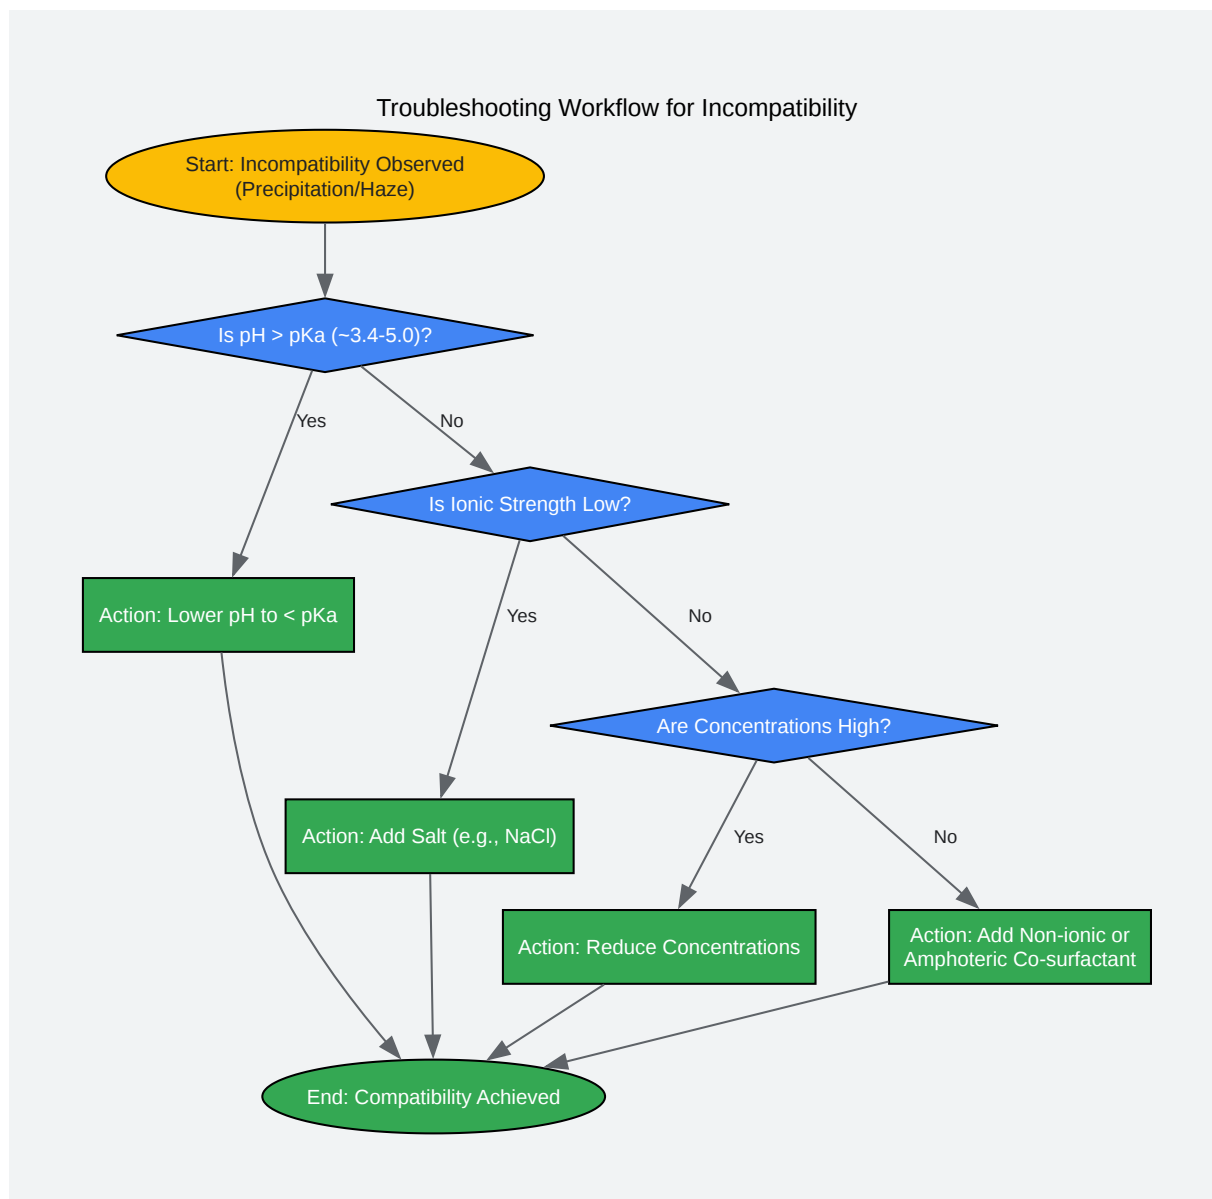 Troubleshooting Workflow for Incompatibility
Start: Incompatibility Observed
(Precipitation/Haze)
Is pH > pKa (~3.4-5.0)?
Yes
No
Is Ionic Strength Low?
Action: Lower pH to < pKa
Yes
No
Are Concentrations High?
Action: Add Salt (e.g., NaCl)
Yes
No
Action: Reduce Concentrations
Action: Add Non-ionic or
Amphoteric Co-surfactant
End: Compatibility Achieved